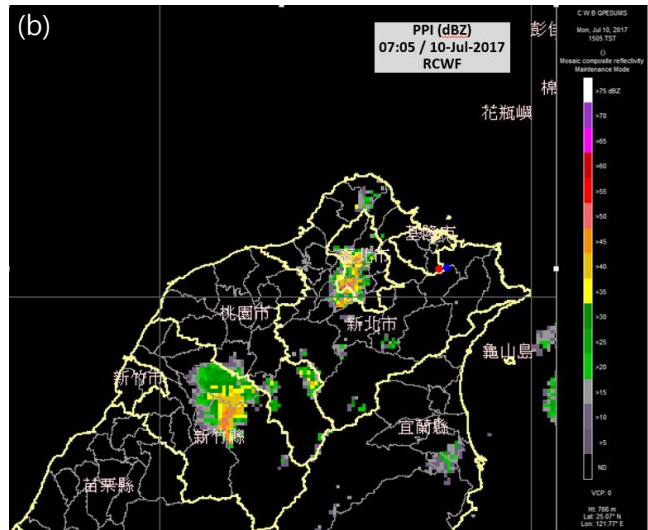 (b)
PPI (dBZ)
07:05 / 10-Jul-2017
RCWF
彭佳
棉
花瓶嶼
基隆市
臺北市
桃園市
新北市
龜山島
新竹市
新竹縣
宜蘭縣
苗栗縣
C W B QPESUMS
Mon, Jul 10, 2017
1505 TST
()
Mosaic composite reflectivity
Maintenance Mode
>75 dBZ
>70
>65
>60
>55
>50
>45
>40
>35
>30
>25
>20
>15
>10
>5
ND
VCP: 0
Ht: 766 m
Lat: 25.07° N
Lon: 121.77° E